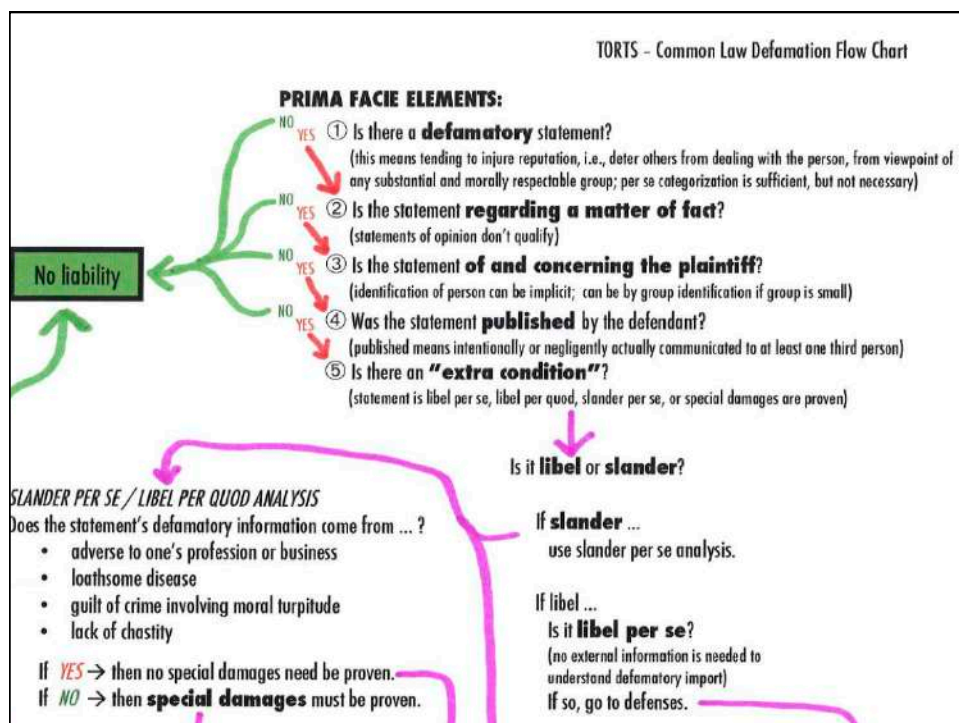 TORTS – Common Law Defamation Flow Chart
PRIMA FACIE ELEMENTS:
NO
YES
① Is there a defamatory statement?
(this means tending to injure reputation, i.e., deter others from dealing with the person, from viewpoint of
any substantial and morally respectable group; per se categorization is sufficient, but not necessary)
NO
YES
② Is the statement regarding a matter of fact?
(statements of opinion don't qualify)
NO
YES
③ Is the statement of and concerning the plaintiff?
(identification of person can be implicit; can be by group identification if group is small)
No liability
NO
YES
④ Was the statement published by the defendant?
(published means intentionally or negligently actually communicated to at least one third person)
⑤ Is there an "extra condition"?
(statement is libel per se, libel per quod, slander per se, or special damages are proven)
Is it libel or slander?
SLANDER PER SE / LIBEL PER QUOD ANALYSIS
Does the statement's defamatory information come from ... ?
• adverse to one's profession or business
• loathsome disease
• guilt of crime involving moral turpitude
• lack of chastity
If YES → then no special damages need be proven.
If NO → then special damages must be proven.
If slander ...
use slander per se analysis.
If libel ...
Is it libel per se?
(no external information is needed to
understand defamatory import)
If so, go to defenses.